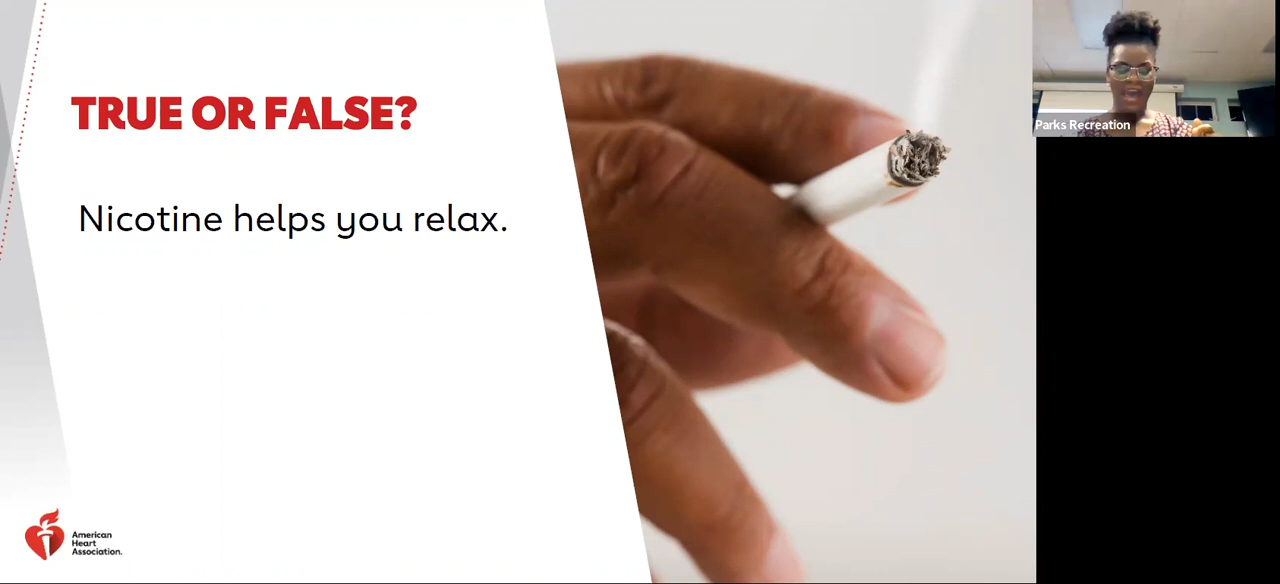 TRUE OR FALSE?
Nicotine helps you relax.
American
Heart
Association.
Parks Recreation